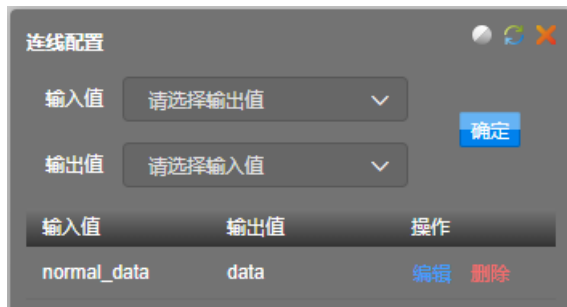 连线配置
输入值 请选择输出值
确定
输出值 请选择输入值
输入值 输出值 操作
normal_data data 编辑 删除